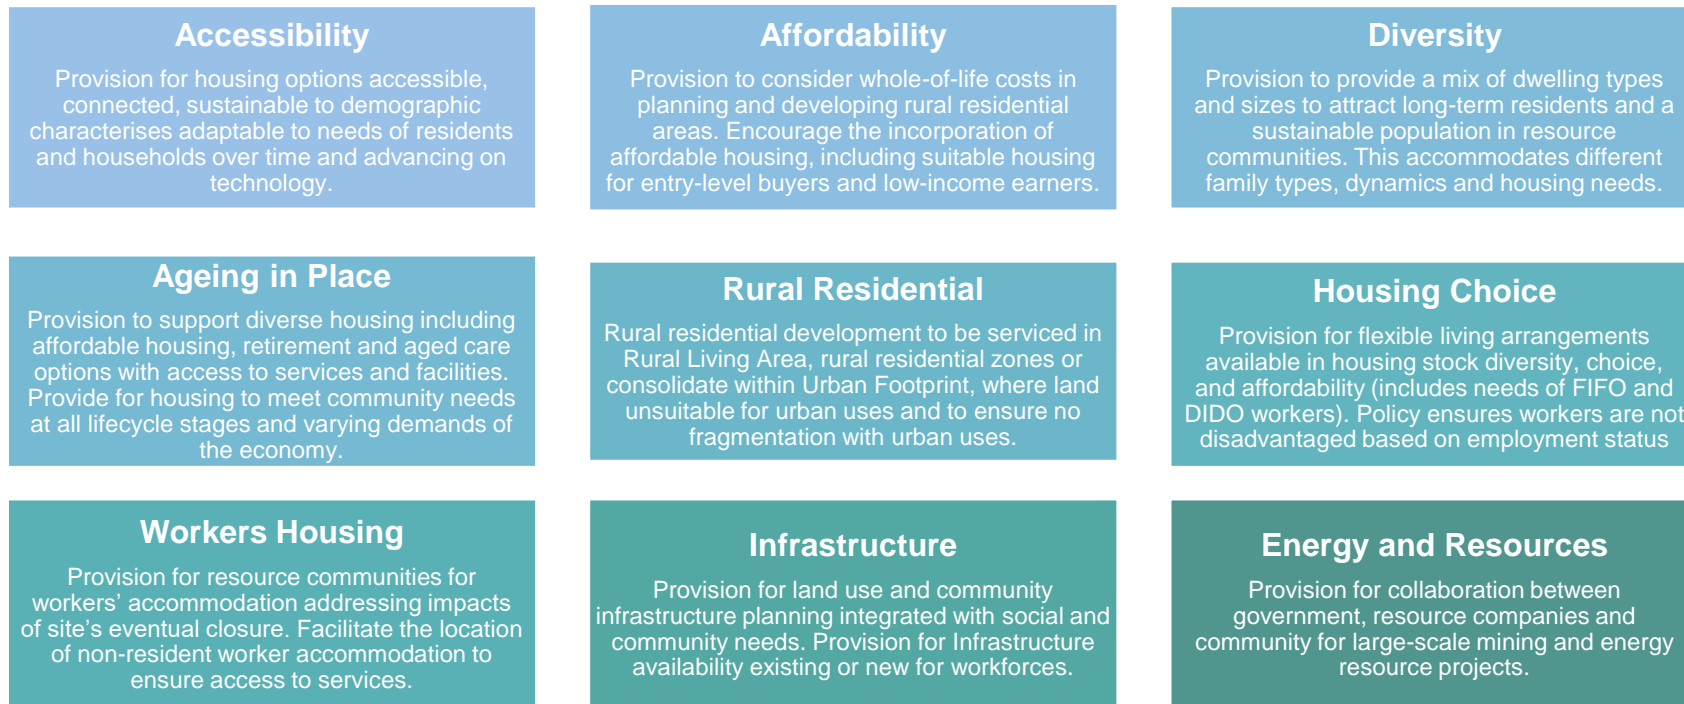 Accessibility
Provision for housing options accessible,
connected, sustainable to demographic
characterises adaptable to needs of residents
and households over time and advancing on
technology.
Affordability
Provision to consider whole-of-life costs in
planning and developing rural residential
areas. Encourage the incorporation of
affordable housing, including suitable housing
for entry-level buyers and low-income earners.
Diversity
Provision to provide a mix of dwelling types
and sizes to attract long-term residents and a
sustainable population in resource
communities. This accommodates different
family types, dynamics and housing needs.
Ageing in Place
Provision to support diverse housing including
affordable housing, retirement and aged care
options with access to services and facilities.
Provide for housing to meet community needs
at all lifecycle stages and varying demands of
the economy.
Rural Residential
Rural residential development to be serviced in
Rural Living Area, rural residential zones or
consolidate within Urban Footprint, where land
unsuitable for urban uses and to ensure no
fragmentation with urban uses.
Housing Choice
Provision for flexible living arrangements
available in housing stock diversity, choice,
and affordability (includes needs of FIFO and
DIDO workers). Policy ensures workers are not
disadvantaged based on employment status
Workers Housing
Provision for resource communities for
workers’ accommodation addressing impacts
of site’s eventual closure. Facilitate the location
of non-resident worker accommodation to
ensure access to services.
Infrastructure
Provision for land use and community
infrastructure planning integrated with social and
community needs. Provision for Infrastructure
availability existing or new for workforces.
Energy and Resources
Provision for collaboration between
government, resource companies and
community for large-scale mining and energy
resource projects.